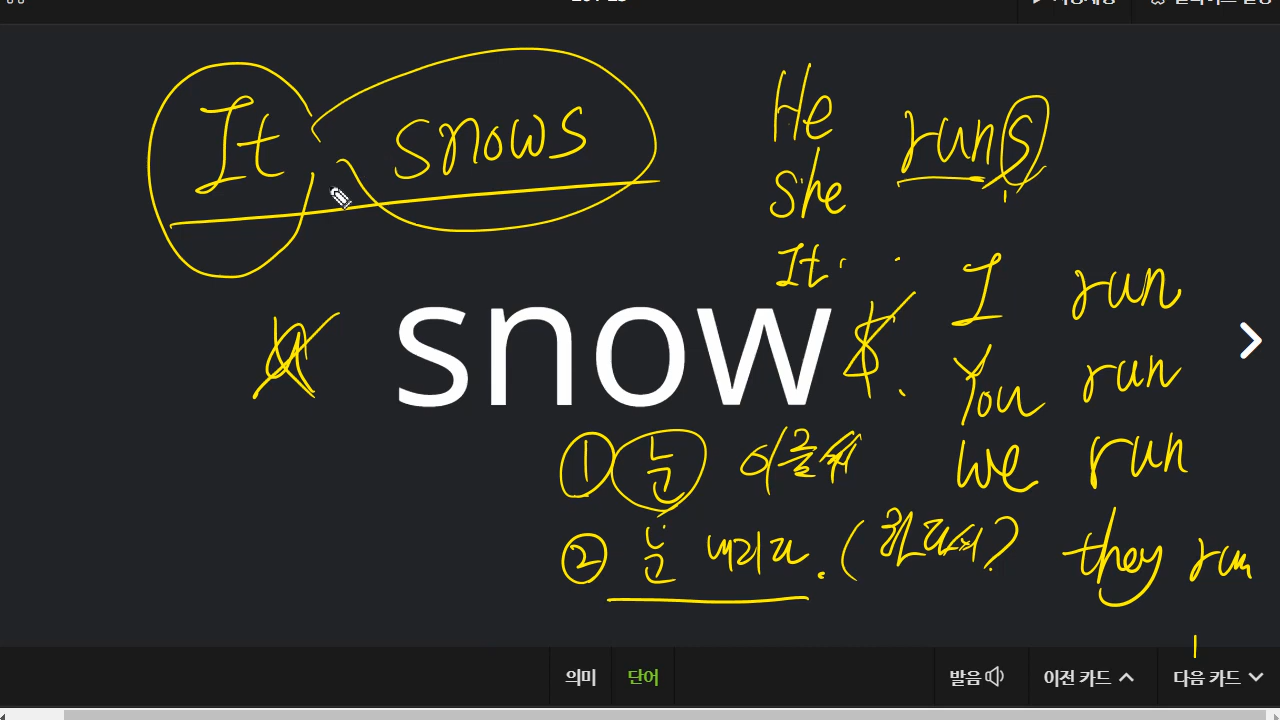 It snows
He runs
She
It
snow
I run
You run
We run
they run
① 눈
② 눈 내리다.
의미
단어
발음
이전 카드
다음 카드